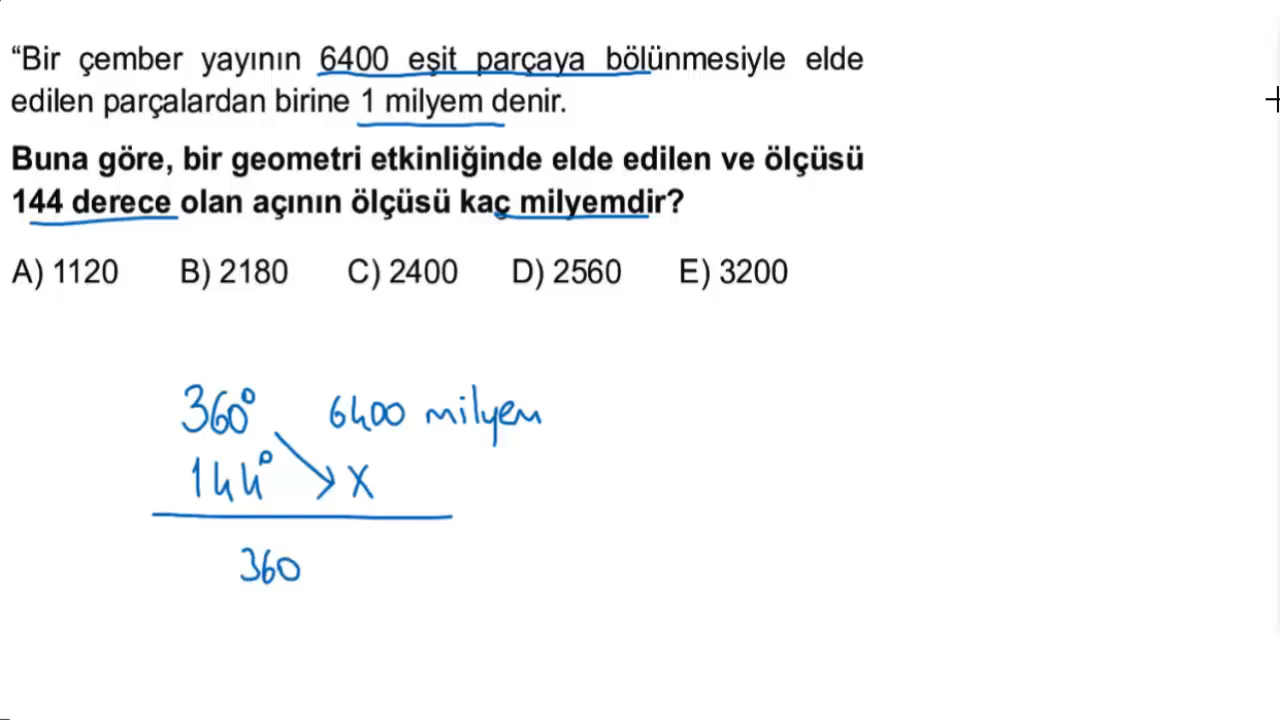 “Bir çember yayının 6400 eşit parçaya bölünmesiyle elde
edilen parçalardan birine 1 milyem denir.
Buna göre, bir geometri etkinliğinde elde edilen ve ölçüsü
144 derece olan açının ölçüsü kaç milyemdir?
A) 1120 B) 2180 C) 2400 D) 2560 E) 3200
360° 6400 milyem
144° x
360